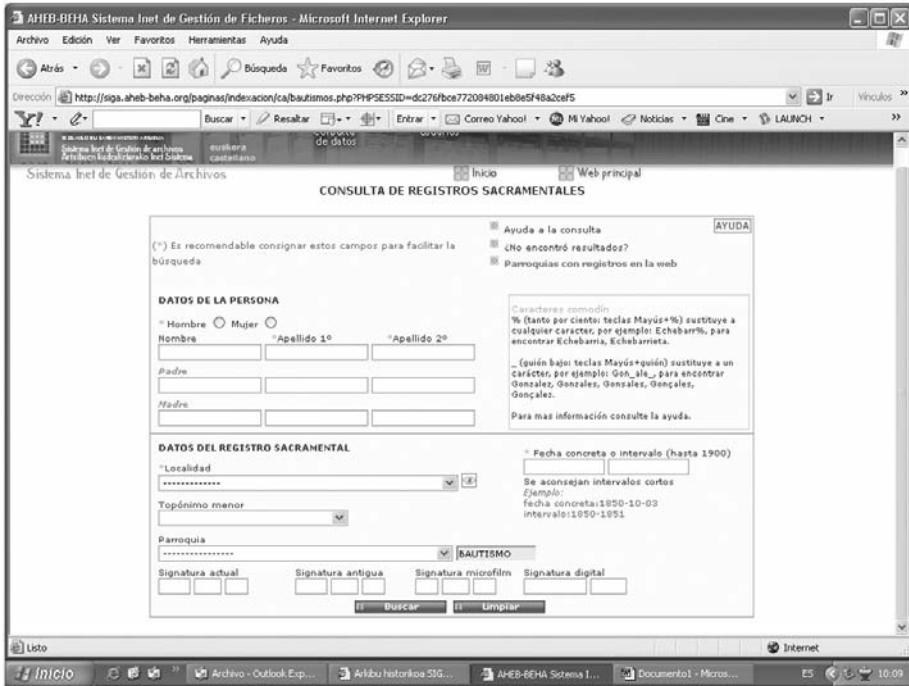 AHEB-BEHA Sistema Inet de Gestión de Ficheros - Microsoft Internet Explorer
Archivo Edición Ver Favoritos Herramientas Ayuda
Atrás Búsqueda Favoritos
Dirección http://siga.aheb-beha.org/paginas/indexacion/ca/bautismos.php?PHPSESSID=dc276fbce772084801eb8e5f48a2cef5 Ir Vínculos »
Y! Buscar Resaltar Entrar Correo Yahoo! Mi Yahoo! Noticias Cine LAUNCH »
Sistema Inet de Gestión de archivos
euskera
castellano
Consulta
de datos
Sistema Inet de Gestión de Archivos Inicio Web principal
CONSULTA DE REGISTROS SACRAMENTALES
(*) Es recomendable consignar estos campos para facilitar la
búsqueda
Ayuda a la consulta AYUDA
¿No encontró resultados?
Parroquias con registros en la web
DATOS DE LA PERSONA
* Hombre Mujer
Nombre *Apellido 1º *Apellido 2º
Padre
Madre
Caracteres comodín
% (tanto por ciento: teclas Mayús+%) sustituye a
cualquier caracter, por ejemplo: Echebarr%, para
encontrar Echebarria, Echebarrieta.
_ (guión bajo: teclas Mayús+guión) sustituye a un
carácter, por ejemplo: Gon_ale_, para encontrar
Gonzalez, Gonzales, Gonsales, Gonçales,
Gonçalez.
Para mas información consulte la ayuda.
DATOS DEL REGISTRO SACRAMENTAL
*Localidad
-------------
Topónimo menor
Parroquia
---------------- BAUTISMO
* Fecha concreta o intervalo (hasta 1900)
Se aconsejan intervalos cortos
Ejemplo:
fecha concreta:1850-10-03
intervalo:1850-1851
Signatura actual Signatura antigua Signatura microfilm Signatura digital
Buscar Limpiar
Listo Internet
Inicio » Archivo - Outlook Exp... Arkibu historikoa SIG... AHEB-BEHA Sistema I... Documento1 - Micros... ES 10:09